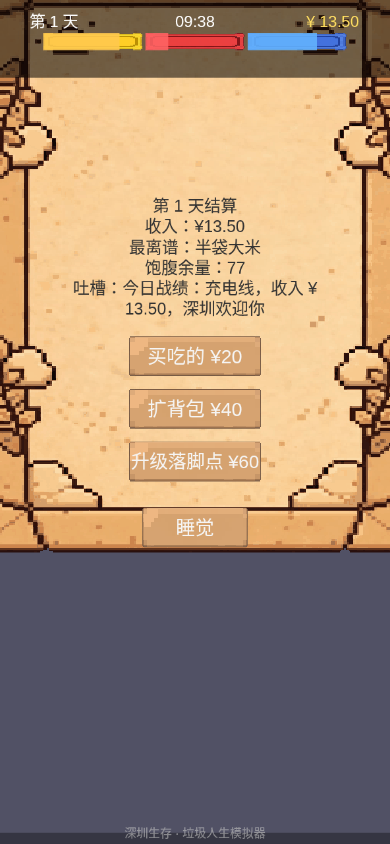 第 1 天
09:38
¥ 13.50
第 1 天结算
收入：¥13.50
最离谱：半袋大米
饱腹余量：77
吐槽：今日战绩：充电线，收入 ¥
13.50，深圳欢迎你
买吃的 ¥20
扩背包 ¥40
升级落脚点 ¥60
睡觉
深圳生存 · 垃圾人生模拟器